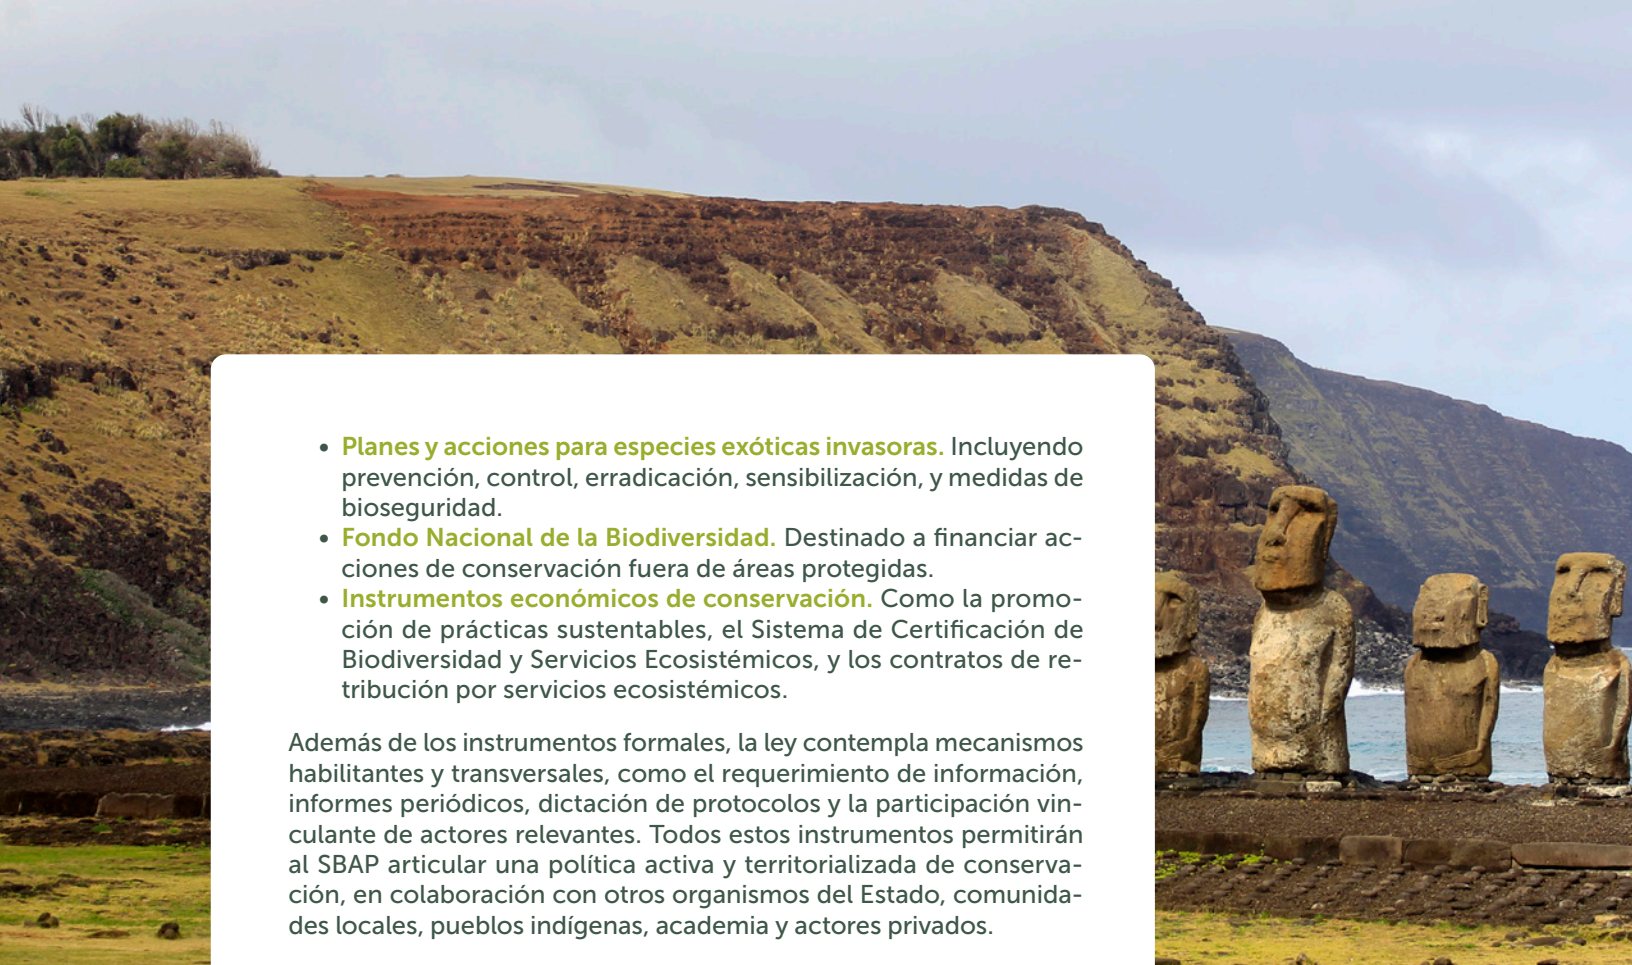 • Planes y acciones para especies exóticas invasoras. Incluyendo
prevención, control, erradicación, sensibilización, y medidas de
bioseguridad.
• Fondo Nacional de la Biodiversidad. Destinado a financiar ac-
ciones de conservación fuera de áreas protegidas.
• Instrumentos económicos de conservación. Como la promo-
ción de prácticas sustentables, el Sistema de Certificación de
Biodiversidad y Servicios Ecosistémicos, y los contratos de re-
tribución por servicios ecosistémicos.
Además de los instrumentos formales, la ley contempla mecanismos
habilitantes y transversales, como el requerimiento de información,
informes periódicos, dictación de protocolos y la participación vin-
culante de actores relevantes. Todos estos instrumentos permitirán
al SBAP articular una política activa y territorializada de conserva-
ción, en colaboración con otros organismos del Estado, comunida-
des locales, pueblos indígenas, academia y actores privados.